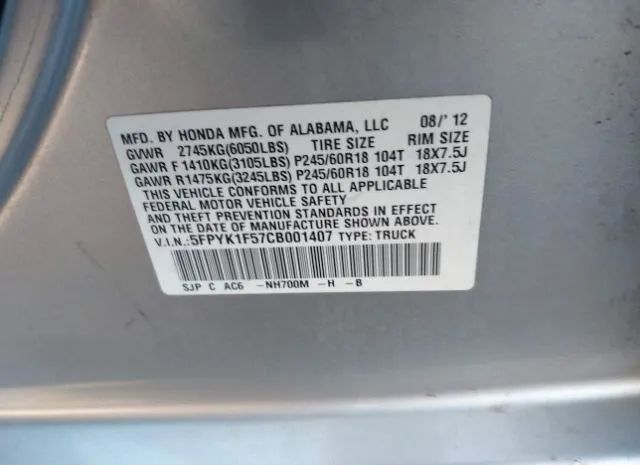 MFD. BY HONDA MFG. OF ALABAMA, LLC 08/'12
GVWR 2745KG(6050LBS) TIRE SIZE RIM SIZE
GAWR F1410KG(3105LBS) P245/60R18 104T 18X7.5J
GAWR R1475KG(3245LBS) P245/60R18 104T 18X7.5J
THIS VEHICLE CONFORMS TO ALL APPLICABLE
FEDERAL MOTOR VEHICLE SAFETY
AND THEFT PREVENTION STANDARDS IN EFFECT
ON THE DATE OF MANUFACTURE SHOWN ABOVE.
V.I.N.:5FPYK1F57CB001407 TYPE:TRUCK
SJP C AC6 -NH700M -H -B